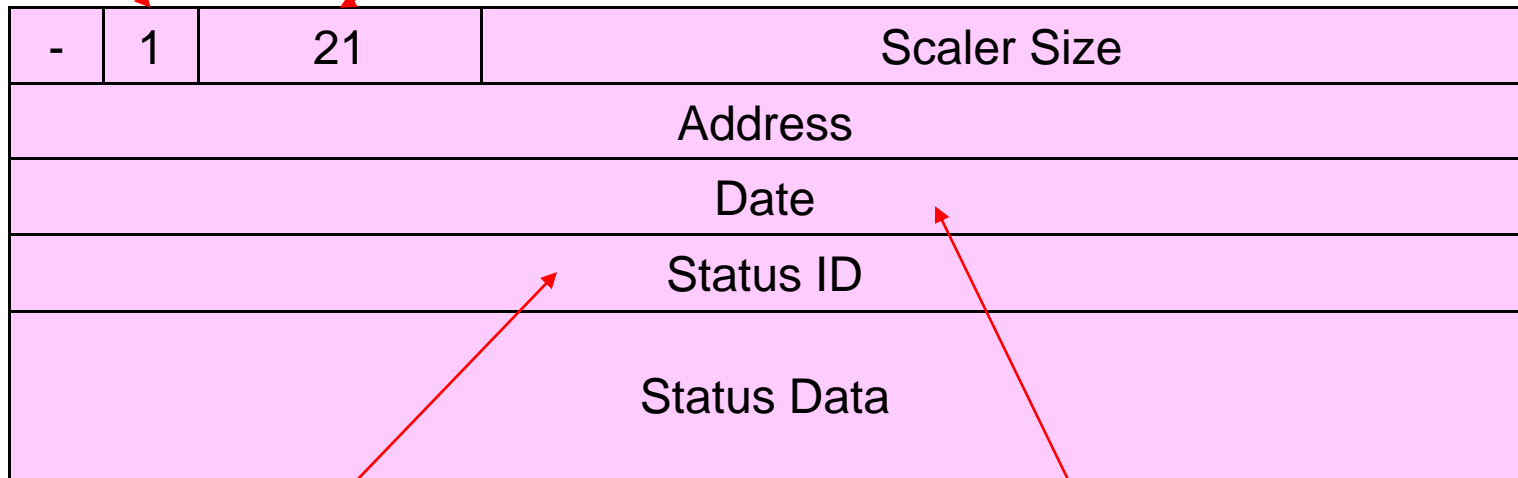 - 1 21 Scaler Size
Address
Date
Status ID
Status Data